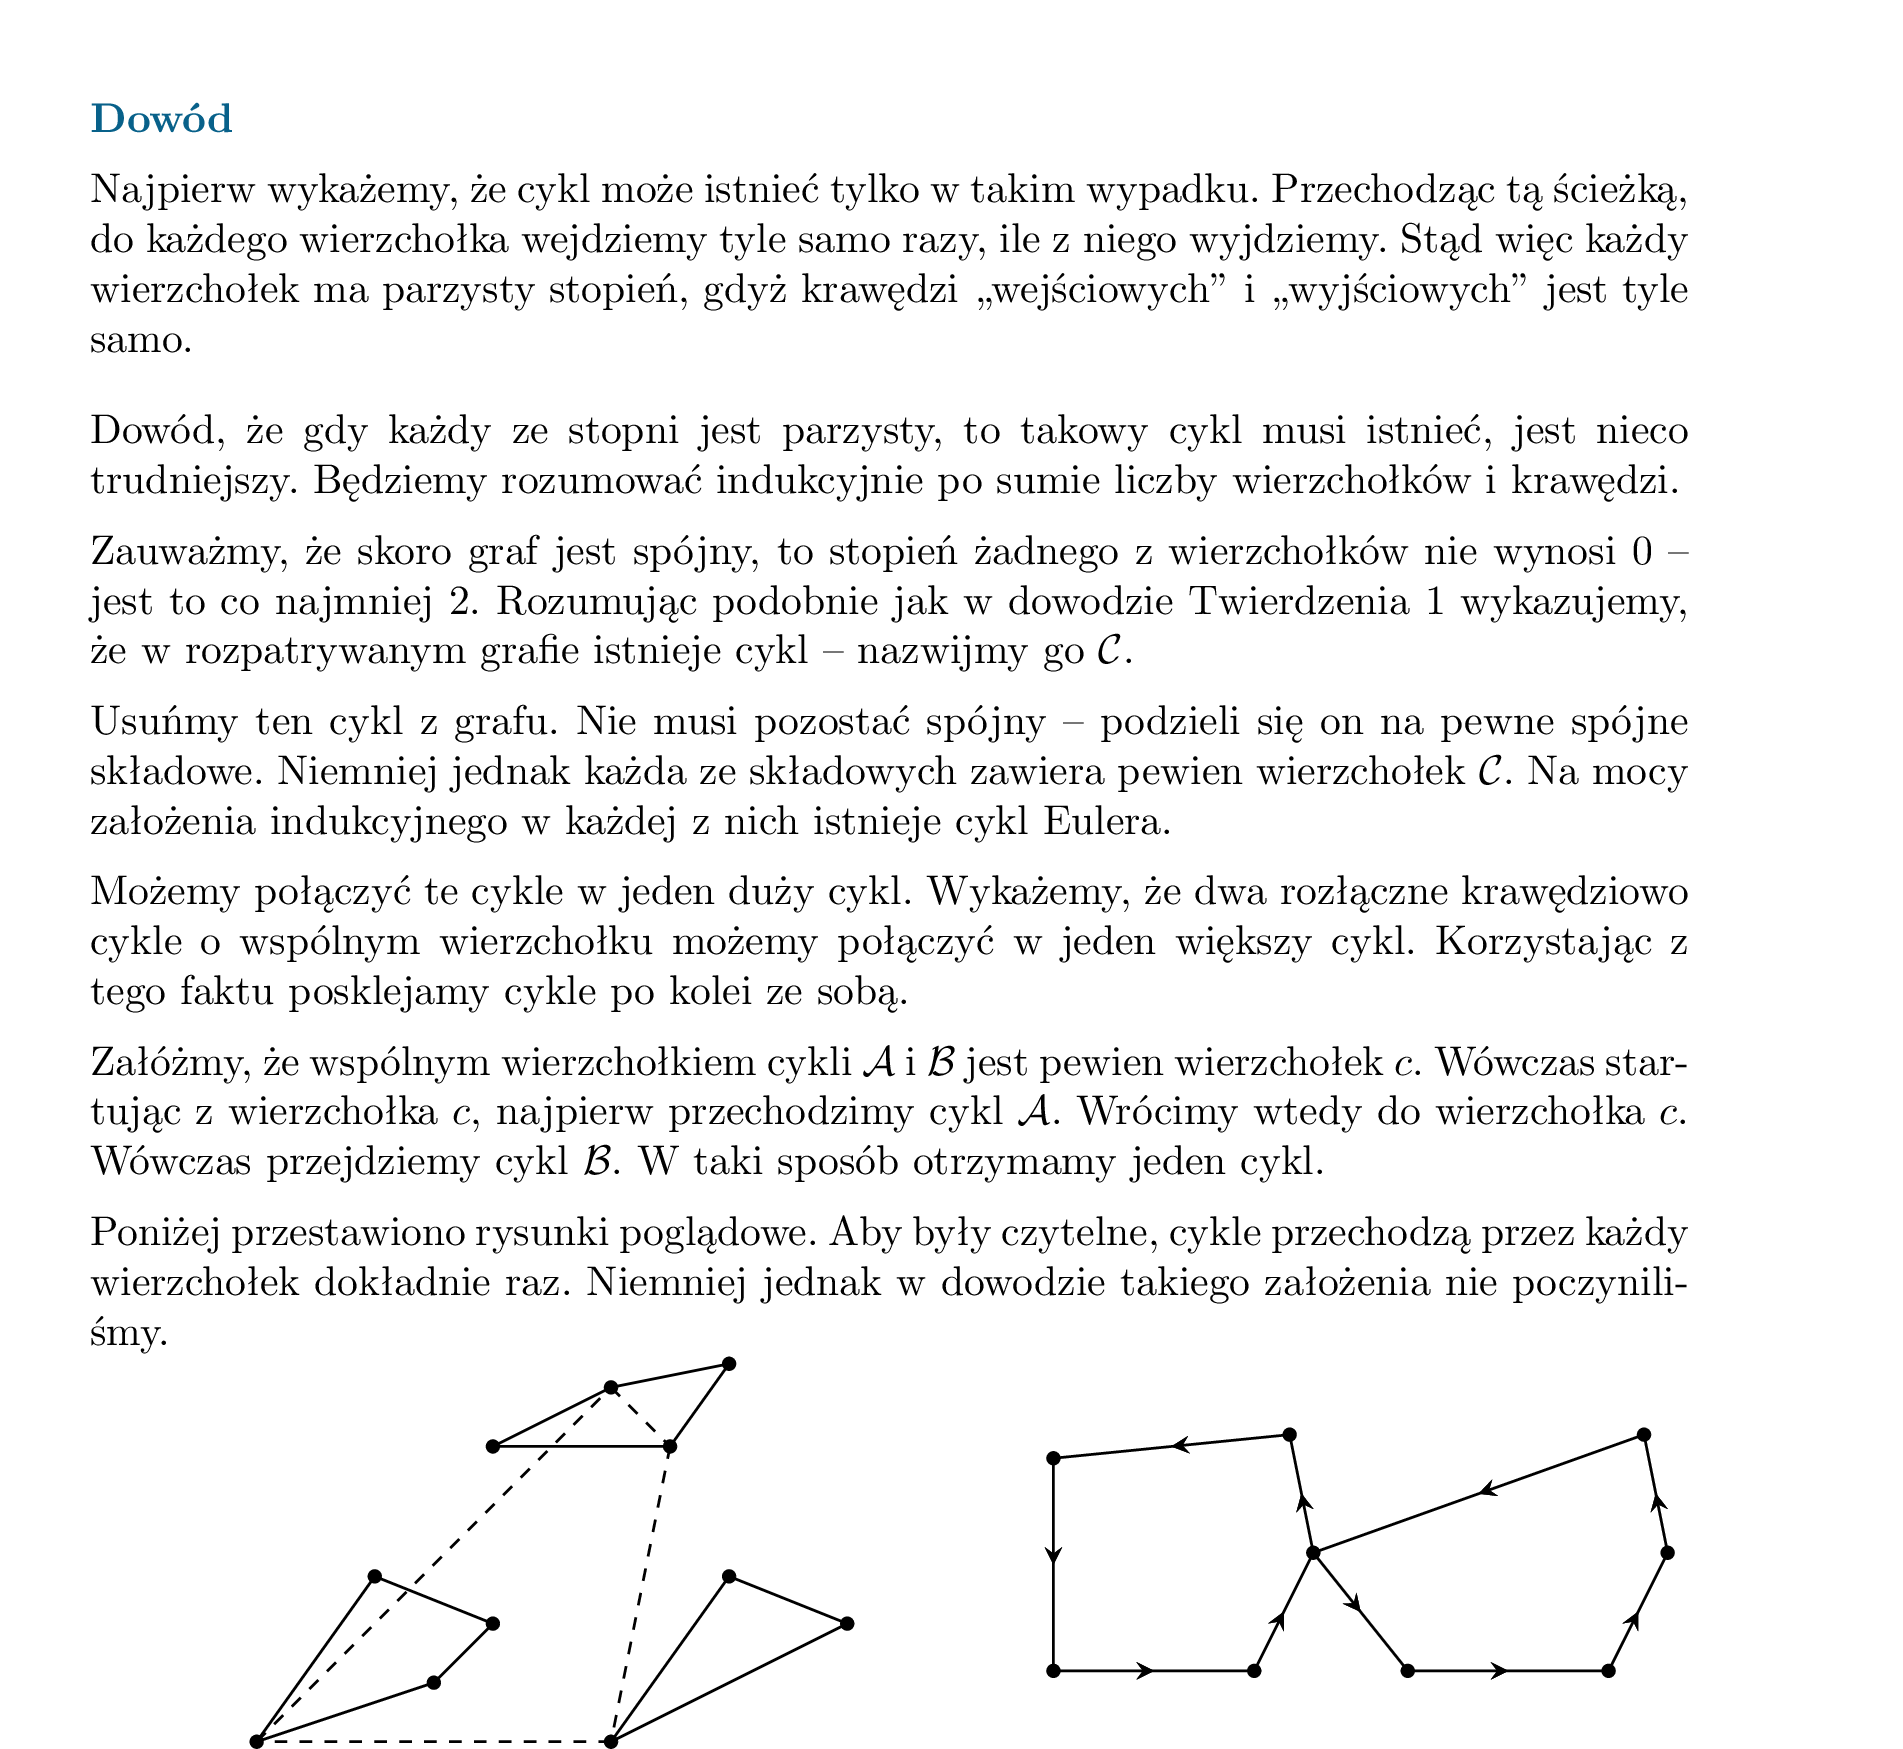 Dowód
Najpierw wykażemy, że cykl może istnieć tylko w takim wypadku. Przechodząc tą ścieżką,
do każdego wierzchołka wejdziemy tyle samo razy, ile z niego wyjdziemy. Stąd więc każdy
wierzchołek ma parzysty stopień, gdyż krawędzi „wejściowych” i „wyjściowych” jest tyle
samo.
Dowód, że gdy każdy ze stopni jest parzysty, to takowy cykl musi istnieć, jest nieco
trudniejszy. Będziemy rozumować indukcyjnie po sumie liczby wierzchołków i krawędzi.
Zauważmy, że skoro graf jest spójny, to stopień żadnego z wierzchołków nie wynosi 0 –
jest to co najmniej 2. Rozumując podobnie jak w dowodzie Twierdzenia 1 wykazujemy,
że w rozpatrywanym grafie istnieje cykl – nazwijmy go 𝒞.
Usuńmy ten cykl z grafu. Nie musi pozostać spójny – podzieli się on na pewne spójne
składowe. Niemniej jednak każda ze składowych zawiera pewien wierzchołek 𝒞. Na mocy
założenia indukcyjnego w każdej z nich istnieje cykl Eulera.
Możemy połączyć te cykle w jeden duży cykl. Wykażemy, że dwa rozłączne krawędziowo
cykle o wspólnym wierzchołku możemy połączyć w jeden większy cykl. Korzystając z
tego faktu posklejamy cykle po kolei ze sobą.
Załóżmy, że wspólnym wierzchołkiem cykli 𝒜 i ℬ jest pewien wierzchołek c. Wówczas star-
tując z wierzchołka c, najpierw przechodzimy cykl 𝒜. Wrócimy wtedy do wierzchołka c.
Wówczas przejdziemy cykl ℬ. W taki sposób otrzymamy jeden cykl.
Poniżej przestawiono rysunki poglądowe. Aby były czytelne, cykle przechodzą przez każdy
wierzchołek dokładnie raz. Niemniej jednak w dowodzie takiego założenia nie poczynili-
śmy.